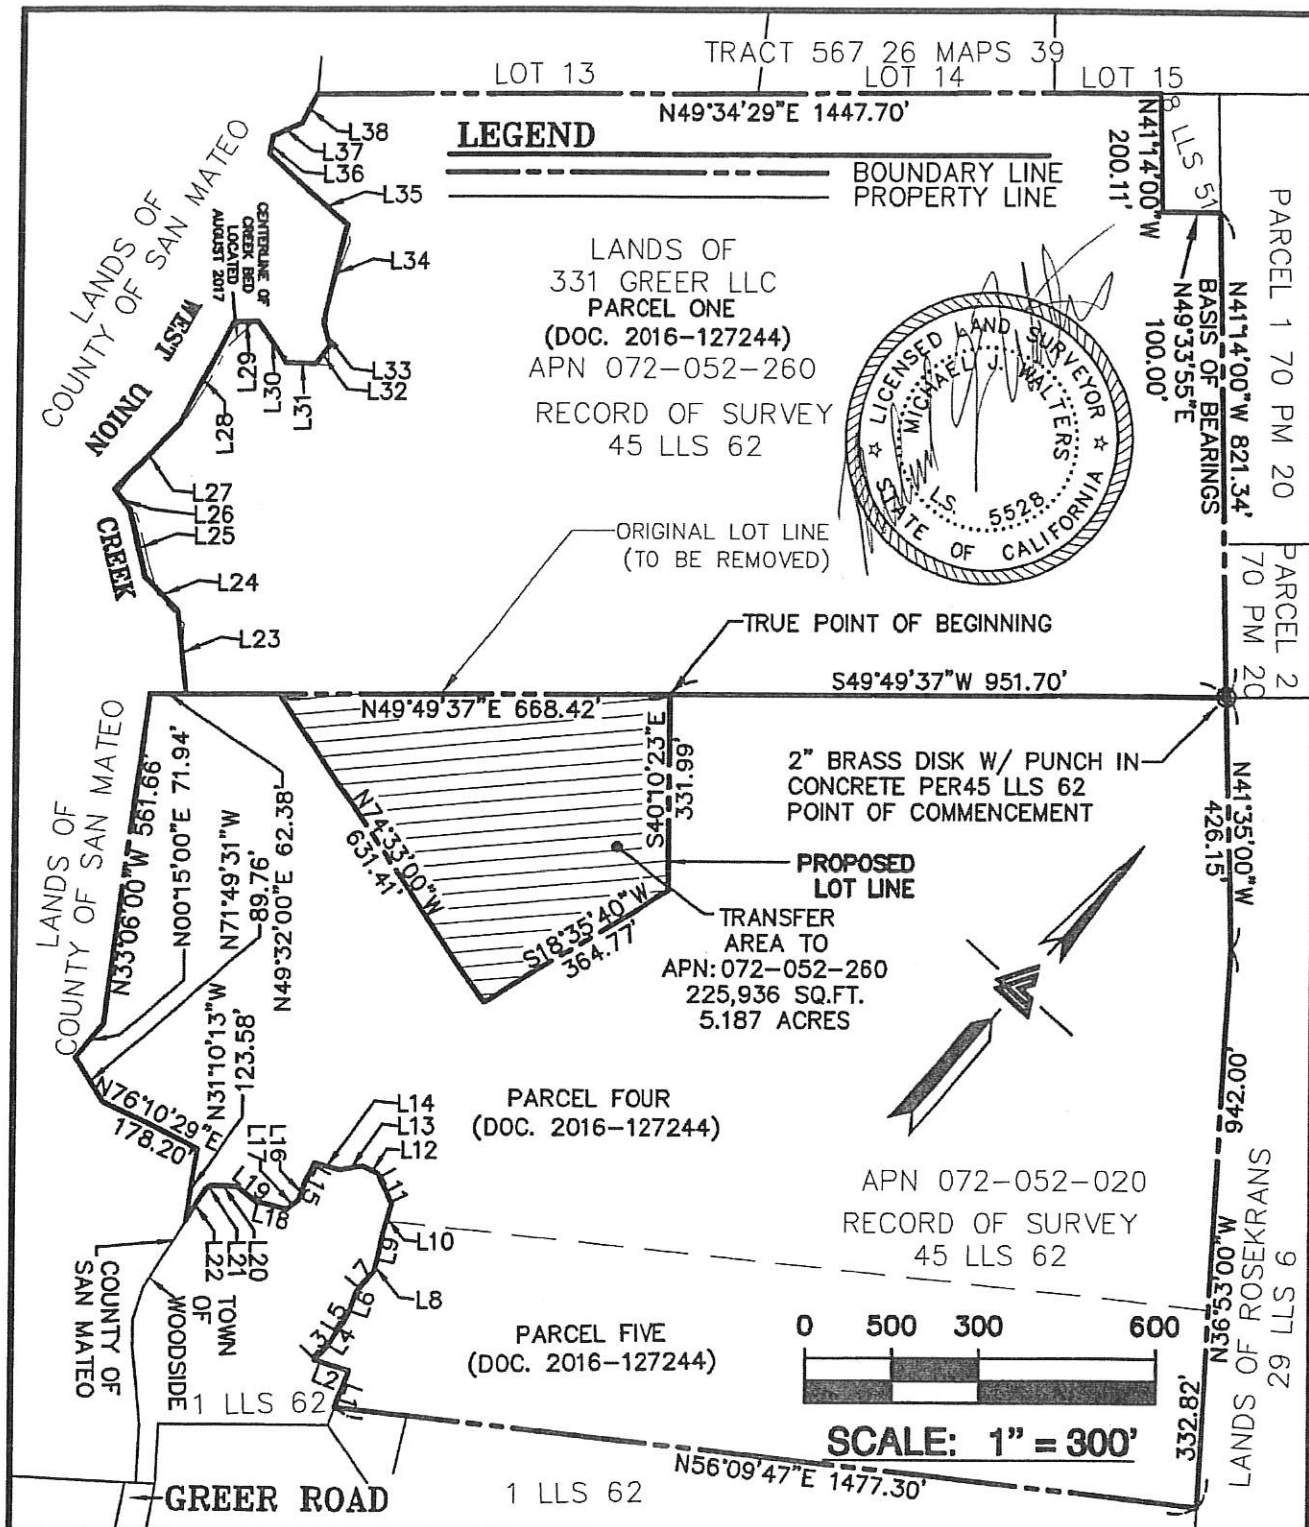 TRACT 567 26 MAPS 39
LOT 13
LOT 14
LOT 15
N49°34'29"E 1447.70'
L38
L37
L36
L35
L34
L33
L32
L31
L30
L29
L28
L27
L26
L25
L24
L23
LEGEND
BOUNDARY LINE
PROPERTY LINE
N41°14'00"W
200.11'
8 LLS 51
LANDS OF
COUNTY OF SAN MATEO
CENTERLINE OF
CREEK BED
LOCATED
AUGUST 2017
WEST
UNION
CREEK
LANDS OF
331 GREER LLC
PARCEL ONE
(DOC. 2016-127244)
APN 072-052-260
RECORD OF SURVEY
45 LLS 62
LICENSED LAND SURVEYOR
MICHAEL J. WALTERS
LS. 5528
STATE OF CALIFORNIA
N41°14'00"W 821.34'
BASIS OF BEARINGS
N49°33'55"E
100.00'
PARCEL 1 70 PM 20
PARCEL 2
70 PM 20
ORIGINAL LOT LINE
(TO BE REMOVED)
TRUE POINT OF BEGINNING
S49°49'37"W 951.70'
N49°49'37"E 668.42'
S40°10'23"E
331.99'
2" BRASS DISK W/ PUNCH IN
CONCRETE PER45 LLS 62
POINT OF COMMENCEMENT
N41°35'00"W
426.15'
LANDS OF
COUNTY OF SAN MATEO
N33°06'00"W 561.66'
N00°15'00"E 71.94'
N71°49'31"W
89.76'
N49°32'00"E 62.38'
N74°33'00"W
631.41'
S18°35'40"W
364.77'
PROPOSED
LOT LINE
TRANSFER
AREA TO
APN: 072-052-260
225,936 SQ.FT.
5.187 ACRES
N31°10'13"W
123.58'
N76°10'29"E
178.20'
PARCEL FOUR
(DOC. 2016-127244)
942.00'
L14
L13
L12
L11
L10
L9
L8
L7
L6
L5
L4
L3
L2
L1
L15
L16
L17
L18
L19
L20
L21
L22
APN 072-052-020
RECORD OF SURVEY
45 LLS 62
N36°53'00"W
LANDS OF ROSEKRANS
29 LLS 6
COUNTY OF
SAN MATEO
TOWN
OF
WOODSIDE
PARCEL FIVE
(DOC. 2016-127244)
0 500 300 600
SCALE: 1" = 300'
332.82'
1 LLS 62
N56°09'47"E 1477.30'
GREER ROAD
1 LLS 62